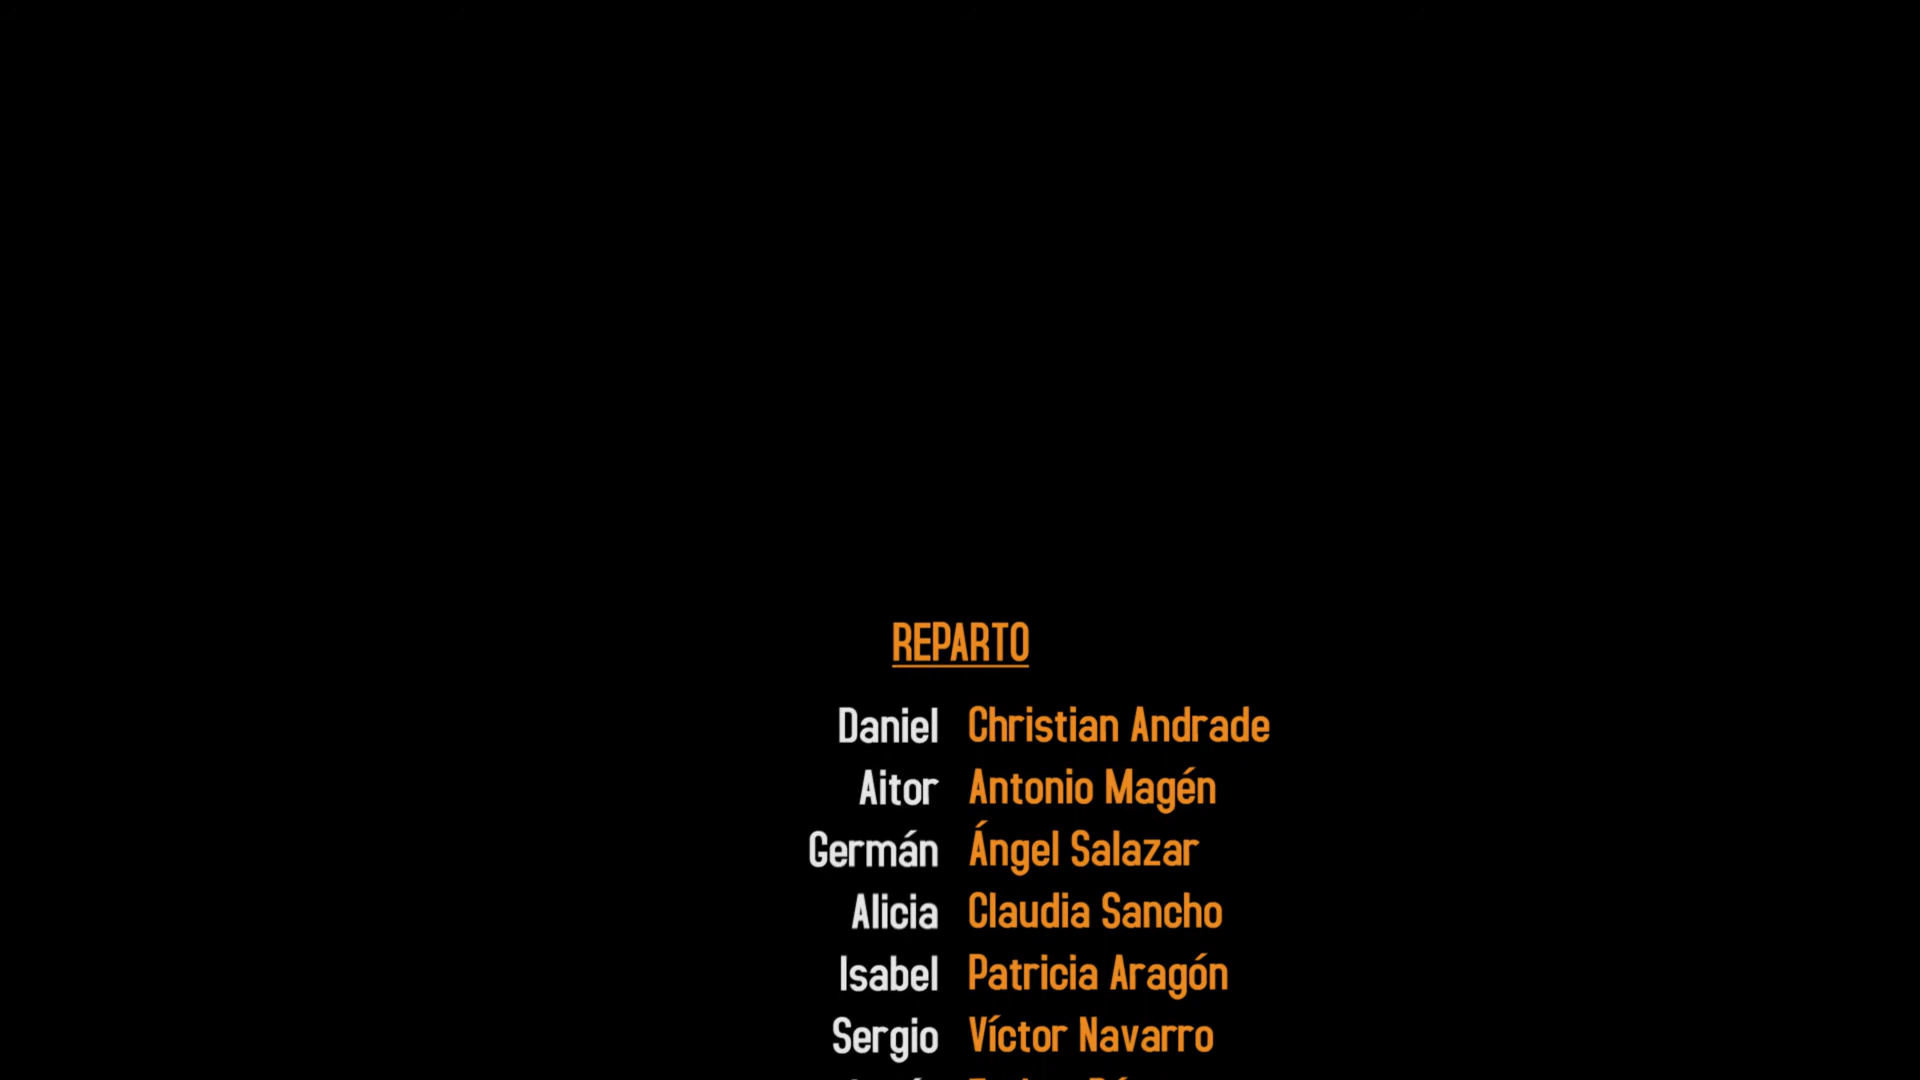 REPARTO
Daniel Christian Andrade
Aitor Antonio Magén
Germán Ángel Salazar
Alicia Claudia Sancho
Isabel Patricia Aragón
Sergio Víctor Navarro